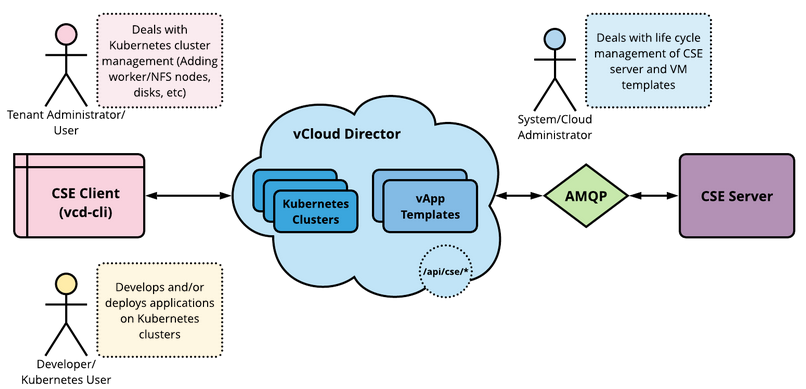 Deals with
Kubernetes cluster
management (Adding
worker/NFS nodes,
disks, etc)
Tenant Administrator/
User
Deals with life cycle
management of CSE
server and VM
templates
System/Cloud
Administrator
vCloud Director
CSE Client
(vcd-cli)
Kubernetes
Clusters
vApp
Templates
AMQP
CSE Server
/api/cse/*
Develops and/or
deploys applications
on Kubernetes
clusters
Developer/
Kubernetes User